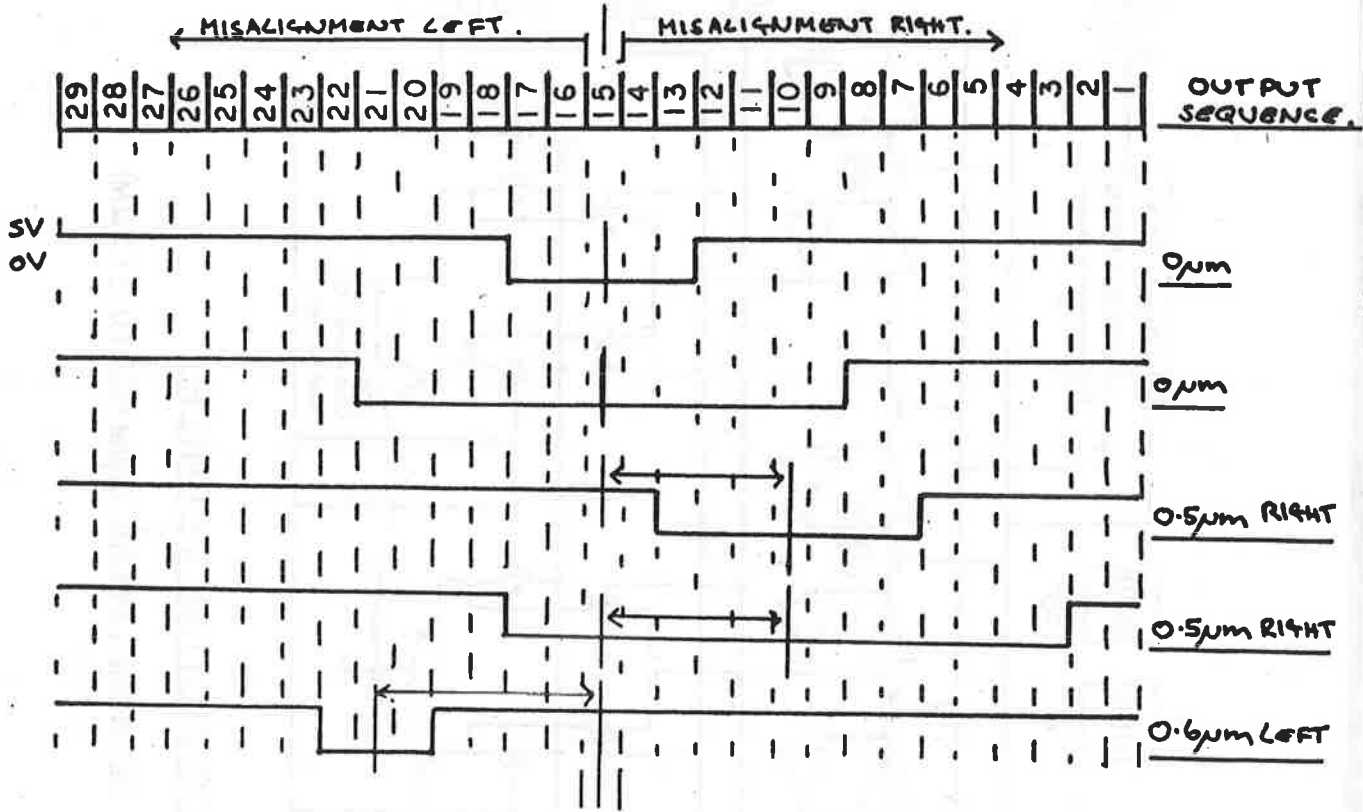 MISALIGNMENT LEFT. MISALIGNMENT RIGHT.
29 28 27 26 25 24 23 22 21 20 19 18 17 16 15 14 13 12 11 10 9 8 7 6 5 4 3 2 1 OUTPUT
SEQUENCE.
5V
0V
0µm
0µm
0.5µm RIGHT
0.5µm RIGHT
0.6µm LEFT